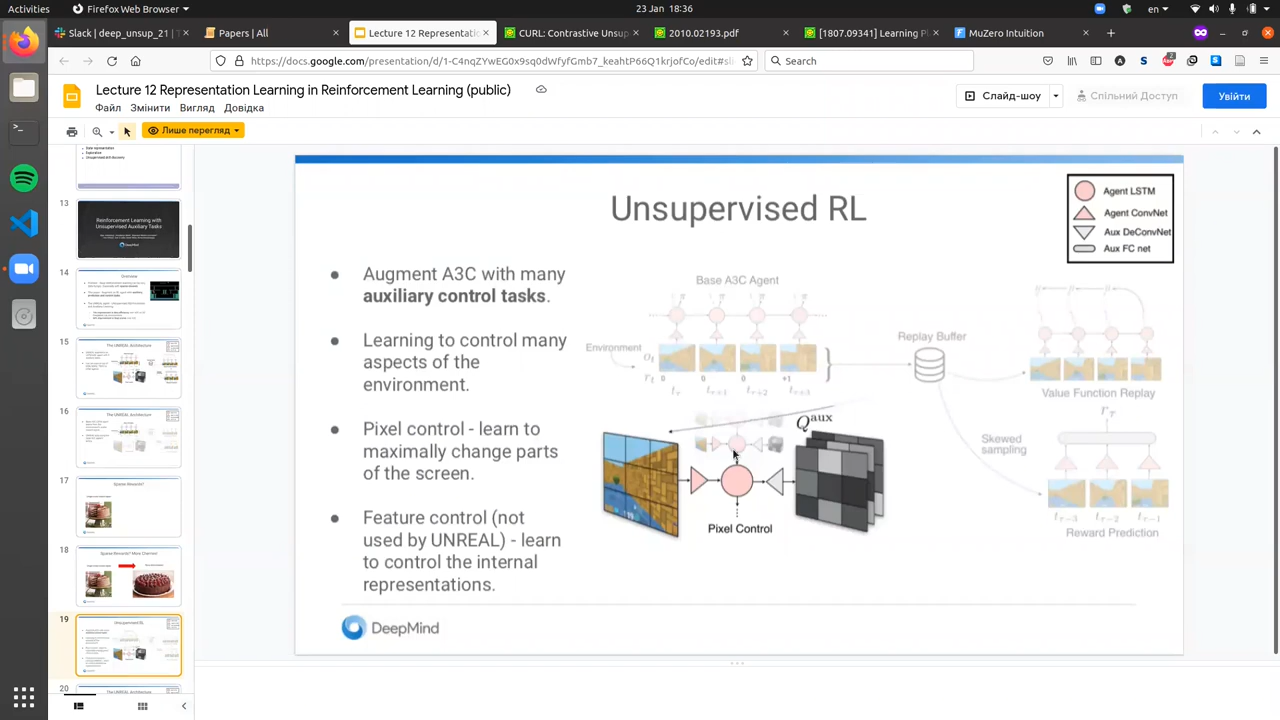 Activities
Firefox Web Browser
23 Jan 18:36
en
Slack | deep_unsup_21 | T
Papers | All
Lecture 12 Representatio
CURL: Contrastive Unsup
2010.02193.pdf
[1807.09341] Learning Pl
MuZero Intuition
https://docs.google.com/presentation/d/1-C4nqZYwEG0x9sq0dWfyfGmb7_keahtP66Q1krjofCo/edit#sl
Search
Lecture 12 Representation Learning in Reinforcement Learning (public)
Файл Змінити Вигляд Довідка
Слайд-шоу
Спільний Доступ
Увійти
Лише перегляд
13
Reinforcement Learning with
Unsupervised Auxiliary Tasks
DeepMind
14
Overview
15
The UNREAL Architecture
16
The UNREAL Architecture
17
Sparse Rewards?
18
Sparse Rewards? More Cherries!
19
Unsupervised RL
20
The UNREAL Architecture
Unsupervised RL
Agent LSTM
Agent ConvNet
Aux DeConvNet
Aux FC net
Augment A3C with many
auxiliary control tasks
Learning to control many
aspects of the
environment.
Pixel control - learn to
maximally change parts
of the screen.
Feature control (not
used by UNREAL) - learn
to control the internal
representations.
Base A3C Agent
Environment
Replay Buffer
Value Function Replay
Q^aux
Skewed
sampling
Pixel Control
Reward Prediction
DeepMind